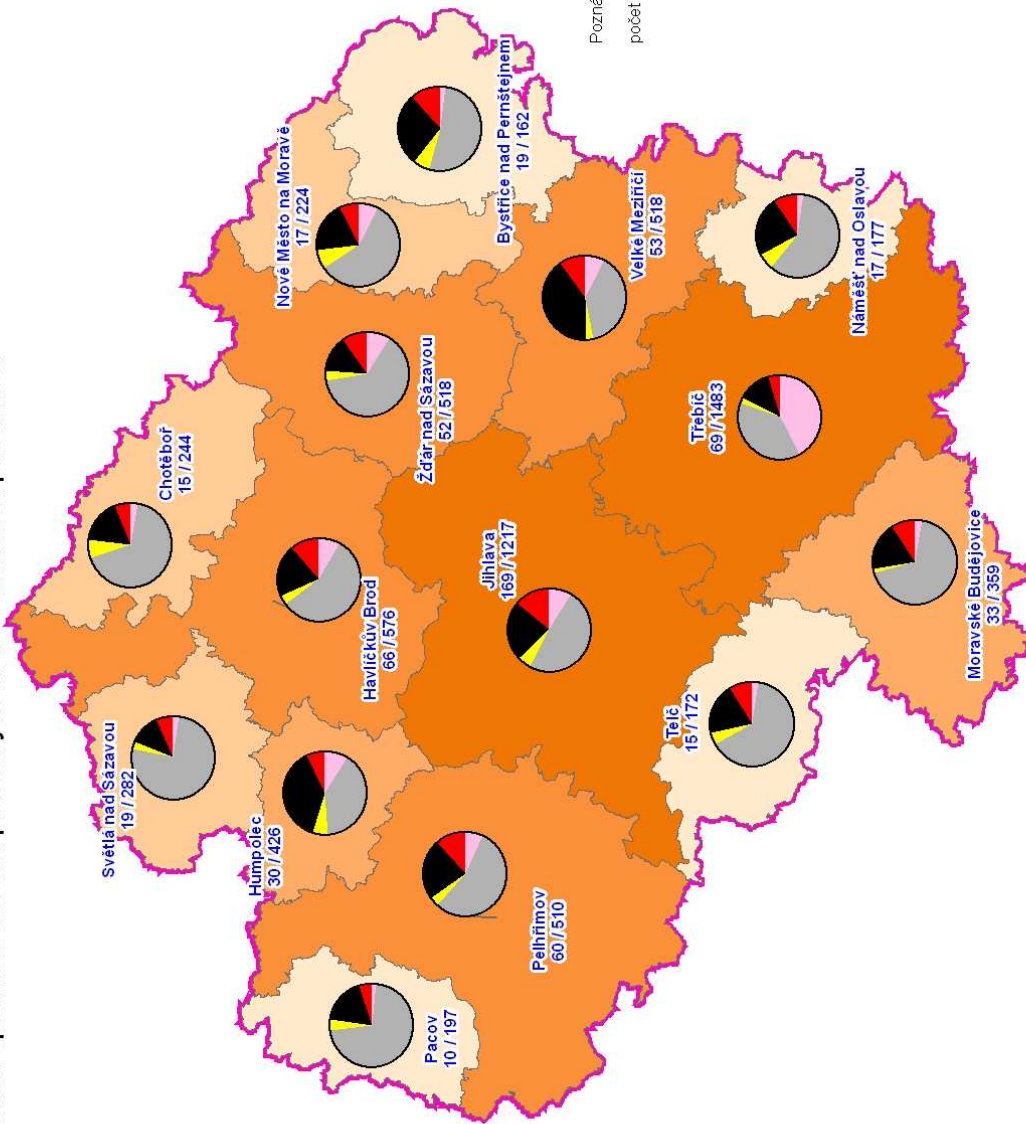 Chotěboř
15 / 244
Nové Město na Moravě
17 / 224
Světlá nad Sázavou
19 / 282
Bystřice nad Pernštejnem
19 / 162
Havlíčkův Brod
66 / 576
Žďár nad Sázavou
52 / 518
Humpolec
30 / 426
Velké Meziříčí
53 / 518
Pacov
10 / 197
Pelhřimov
60 / 510
Jihlava
169 / 1217
Třebíč
69 / 1483
Náměšť nad Oslavou
17 / 177
Telč
15 / 172
Moravské Budějovice
33 / 359
Pozná
počet